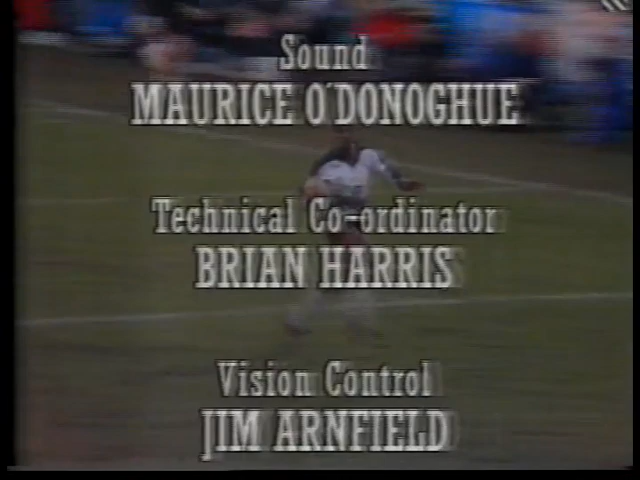 Sound
MAURICE O'DONOGHUE
Technical Co-ordinator
BRIAN HARRIS
Vision Control
JIM ARNFIELD